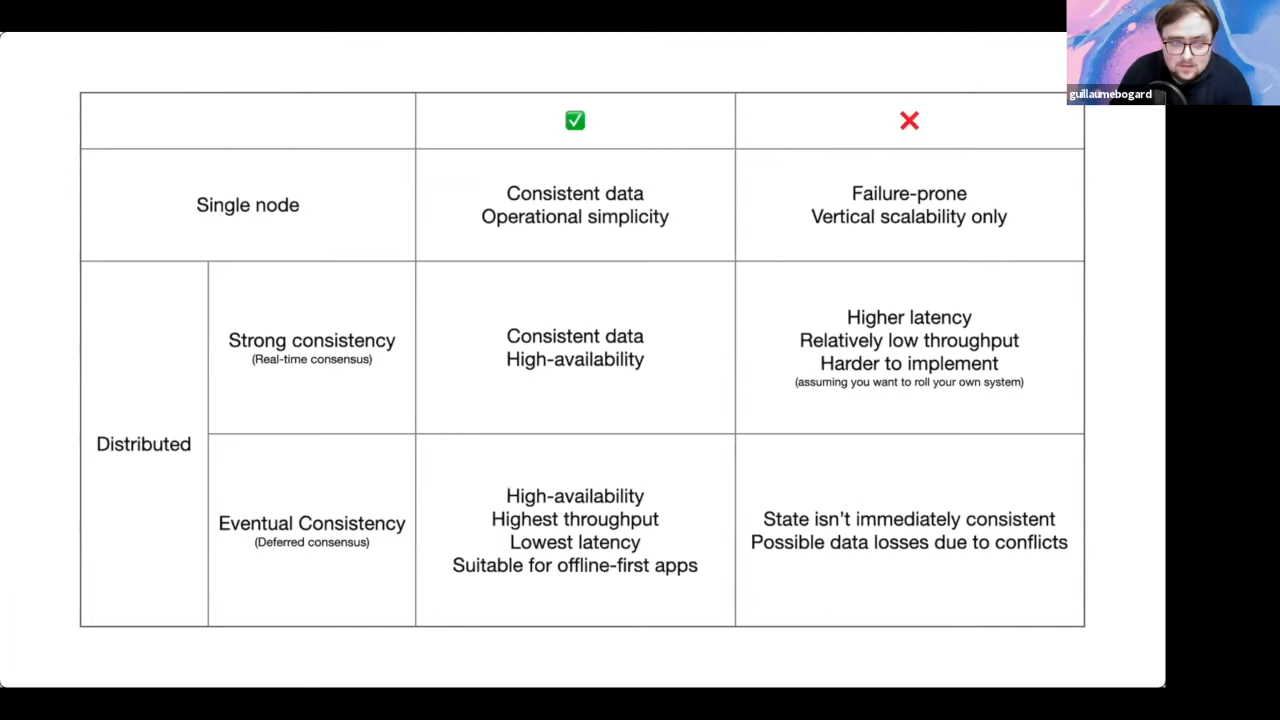 guillaumebogard
✅
❌
Single node
Consistent data
Operational simplicity
Failure-prone
Vertical scalability only
Distributed
Strong consistency
(Real-time consensus)
Consistent data
High-availability
Higher latency
Relatively low throughput
Harder to implement
(assuming you want to roll your own system)
Eventual Consistency
(Deferred consensus)
High-availability
Highest throughput
Lowest latency
Suitable for offline-first apps
State isn’t immediately consistent
Possible data losses due to conflicts